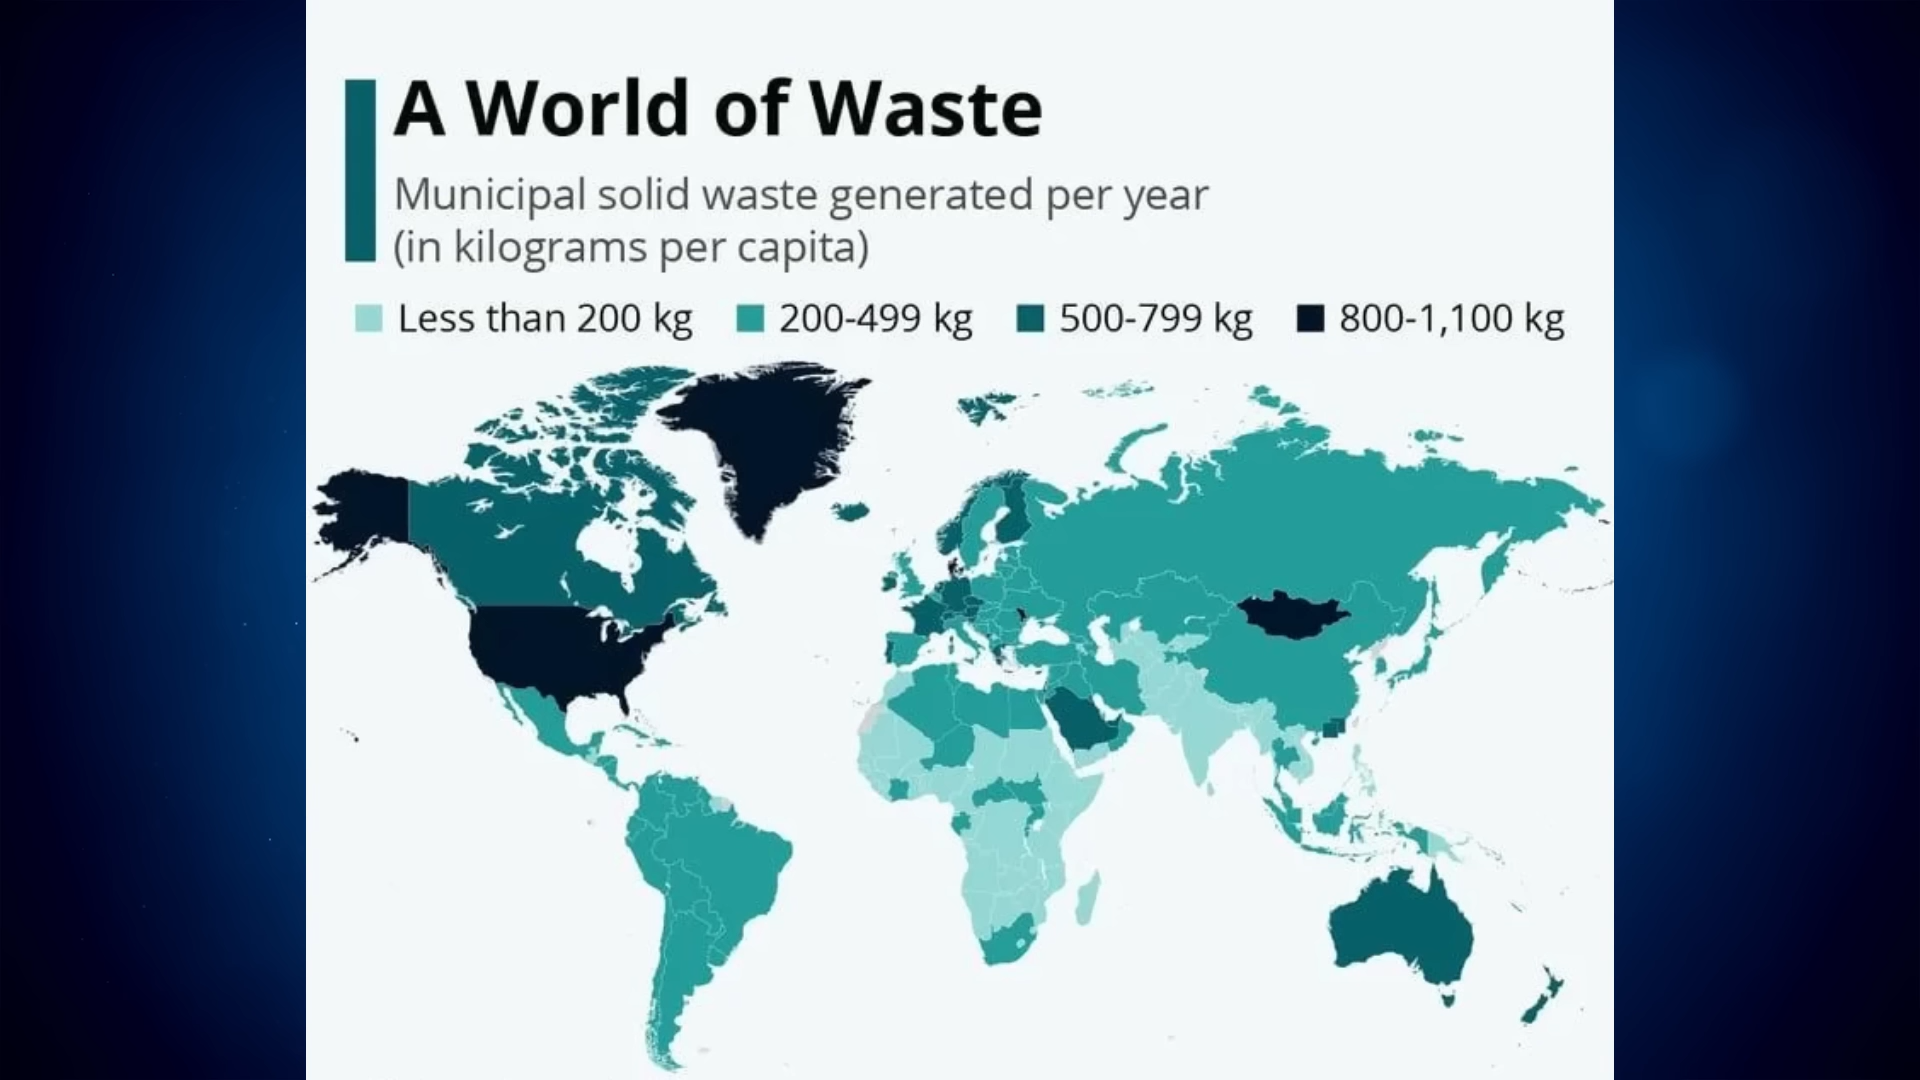 A World of Waste
Municipal solid waste generated per year
(in kilograms per capita)
Less than 200 kg 200-499 kg 500-799 kg 800-1,100 kg